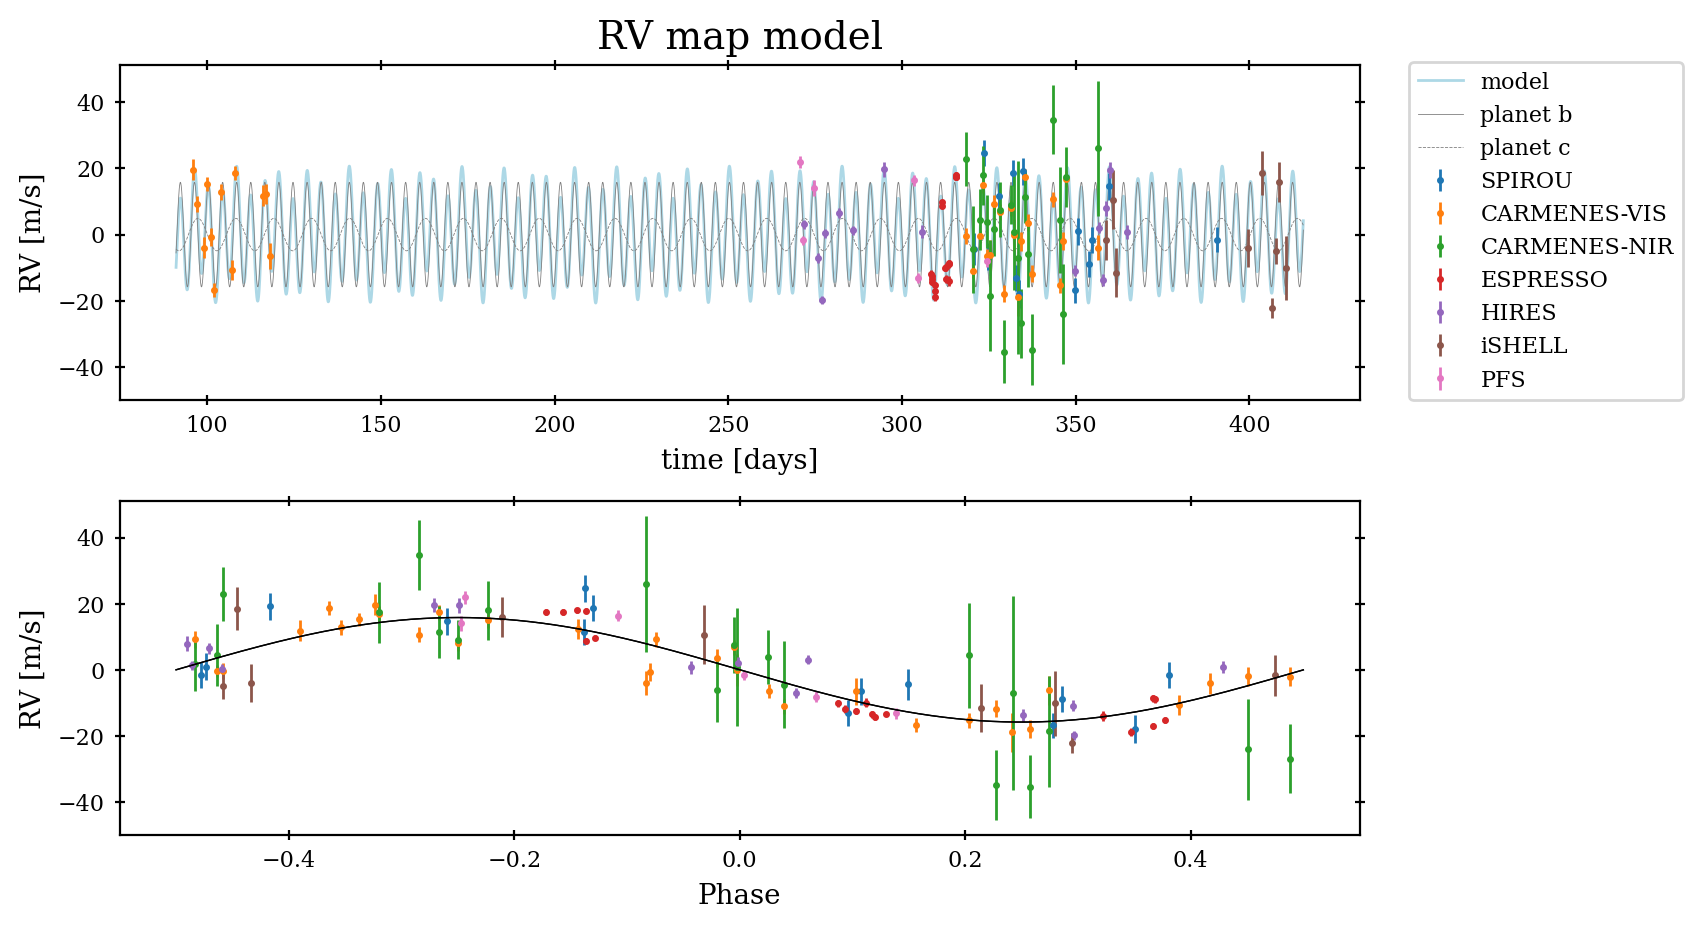 RV map model
RV [m/s]
40
20
0
−20
−40
100 150 200 250 300 350 400
time [days]
model
planet b
planet c
SPIROU
CARMENES-VIS
CARMENES-NIR
ESPRESSO
HIRES
iSHELL
PFS
RV [m/s]
40
20
0
−20
−40
−0.4 −0.2 0.0 0.2 0.4
Phase